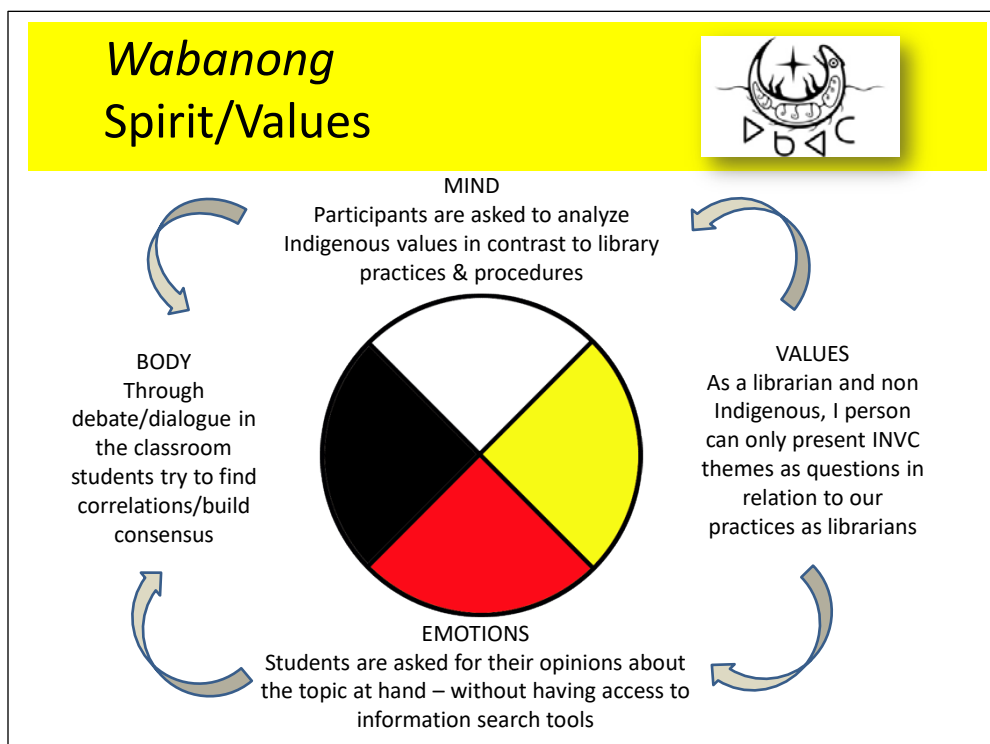 Wabanong
Spirit/Values
ᐅ ᑲ ᐊ ᑕ
MIND
Participants are asked to analyze
Indigenous values in contrast to library
practices & procedures
BODY
Through
debate/dialogue in
the classroom
students try to find
correlations/build
consensus
VALUES
As a librarian and non
Indigenous, I person
can only present INVC
themes as questions in
relation to our
practices as librarians
EMOTIONS
Students are asked for their opinions about
the topic at hand – without having access to
information search tools